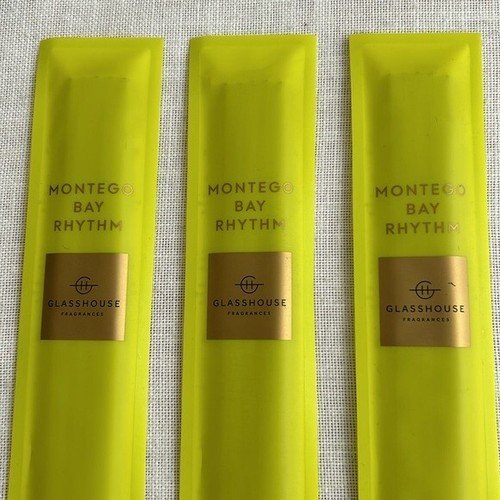 MONTEGO
BAY
RHYTHM
GLASSHOUSE
FRAGRANCES
MONTEGO
BAY
RHYTHM
GLASSHOUSE
FRAGRANCES
MONTEGO
BAY
RHYTHM
GLASSHOUSE
FRAGRANCES